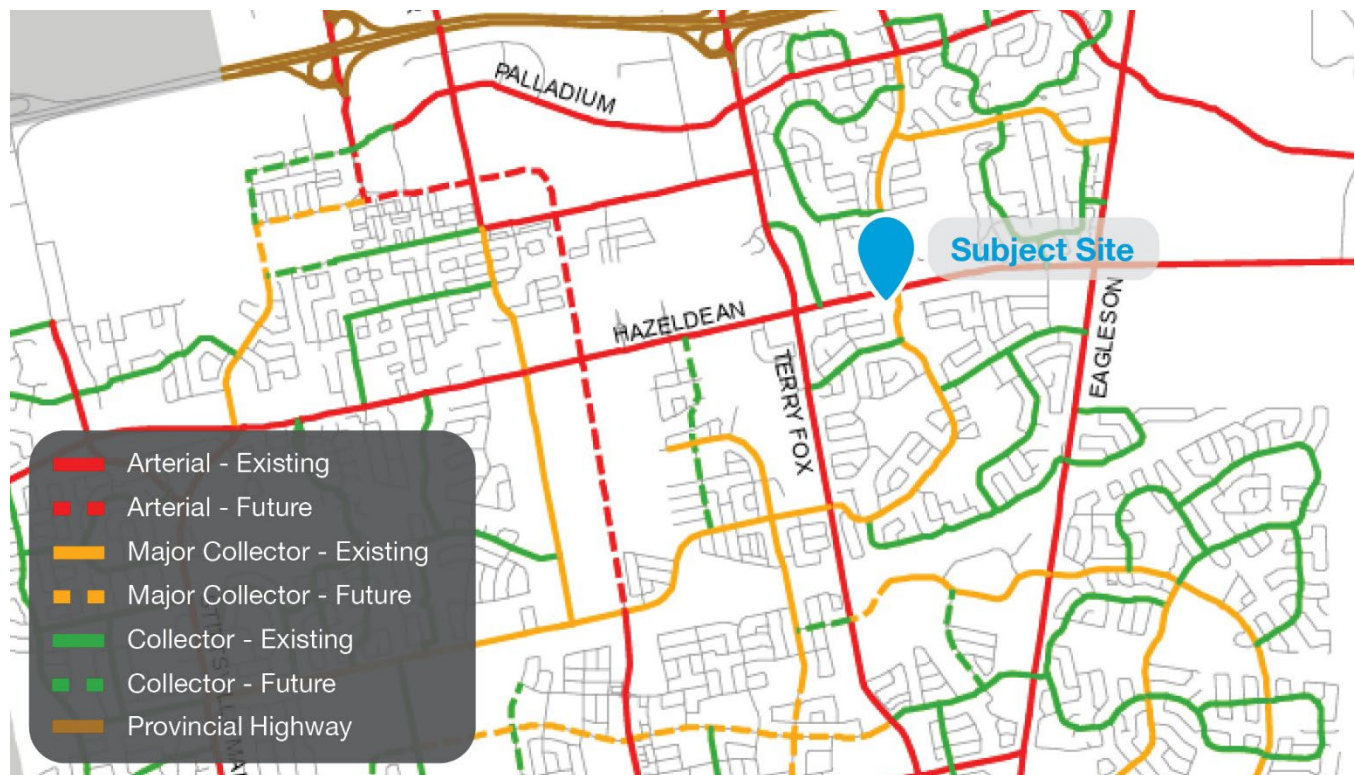 PALLADIUM
Subject Site
HAZELDEAN
TERRY FOX
EAGLESON
Arterial - Existing
Arterial - Future
Major Collector - Existing
Major Collector - Future
Collector - Existing
Collector - Future
Provincial Highway